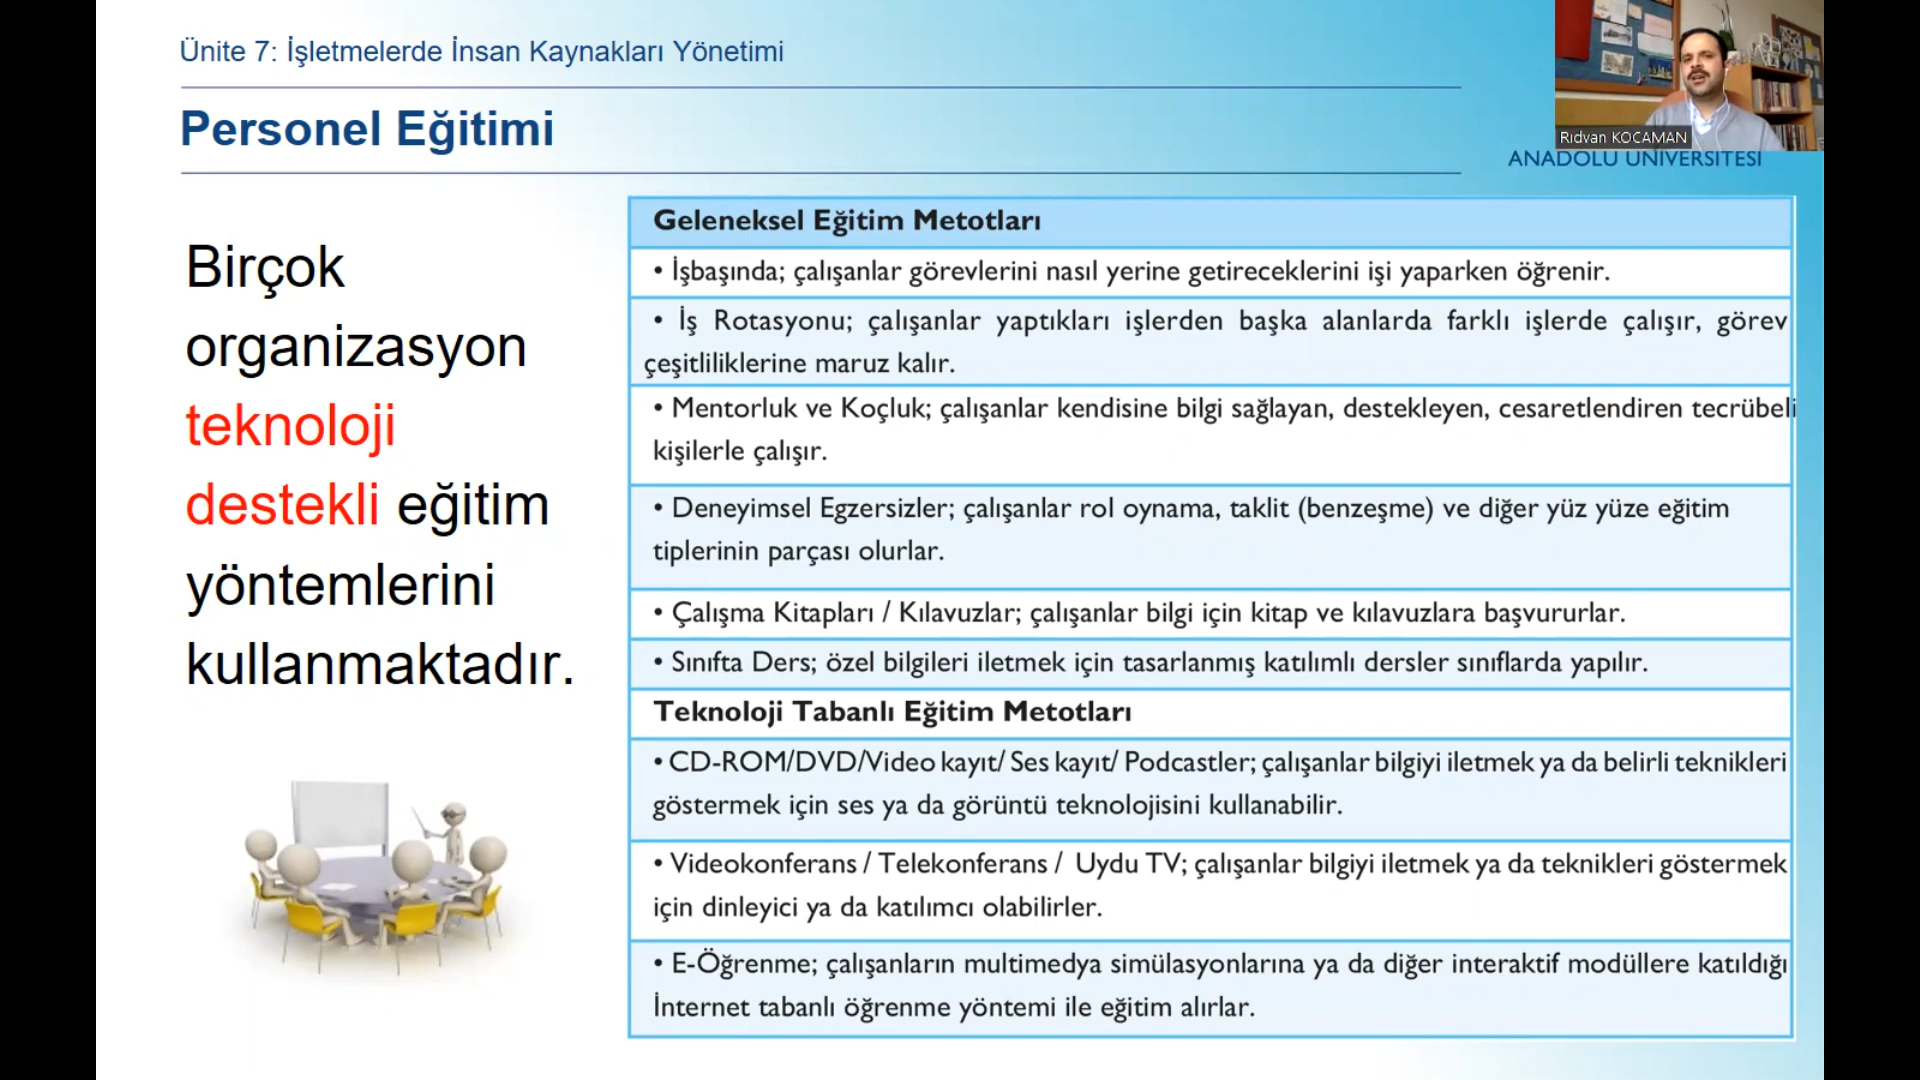 Ünite 7: İşletmelerde İnsan Kaynakları Yönetimi
Personel Eğitimi
Rıdvan KOCAMAN
ANADOLU ÜNİVERSİTESİ
Birçok
organizasyon
teknoloji
destekli eğitim
yöntemlerini
kullanmaktadır.
Geleneksel Eğitim Metotları
• İşbaşında; çalışanlar görevlerini nasıl yerine getireceklerini işi yaparken öğrenir.
• İş Rotasyonu; çalışanlar yaptıkları işlerden başka alanlarda farklı işlerde çalışır, görev
çeşitliliklerine maruz kalır.
• Mentorluk ve Koçluk; çalışanlar kendisine bilgi sağlayan, destekleyen, cesaretlendiren tecrübeli
kişilerle çalışır.
• Deneyimsel Egzersizler; çalışanlar rol oynama, taklit (benzeşme) ve diğer yüz yüze eğitim
tiplerinin parçası olurlar.
• Çalışma Kitapları / Kılavuzlar; çalışanlar bilgi için kitap ve kılavuzlara başvururlar.
• Sınıfta Ders; özel bilgileri iletmek için tasarlanmış katılımlı dersler sınıflarda yapılır.
Teknoloji Tabanlı Eğitim Metotları
• CD-ROM/DVD/Video kayıt/ Ses kayıt/ Podcastler; çalışanlar bilgiyi iletmek ya da belirli teknikleri
göstermek için ses ya da görüntü teknolojisini kullanabilir.
• Videokonferans / Telekonferans / Uydu TV; çalışanlar bilgiyi iletmek ya da teknikleri göstermek
için dinleyici ya da katılımcı olabilirler.
• E-Öğrenme; çalışanların multimedya simülasyonlarına ya da diğer interaktif modüllere katıldığı
İnternet tabanlı öğrenme yöntemi ile eğitim alırlar.